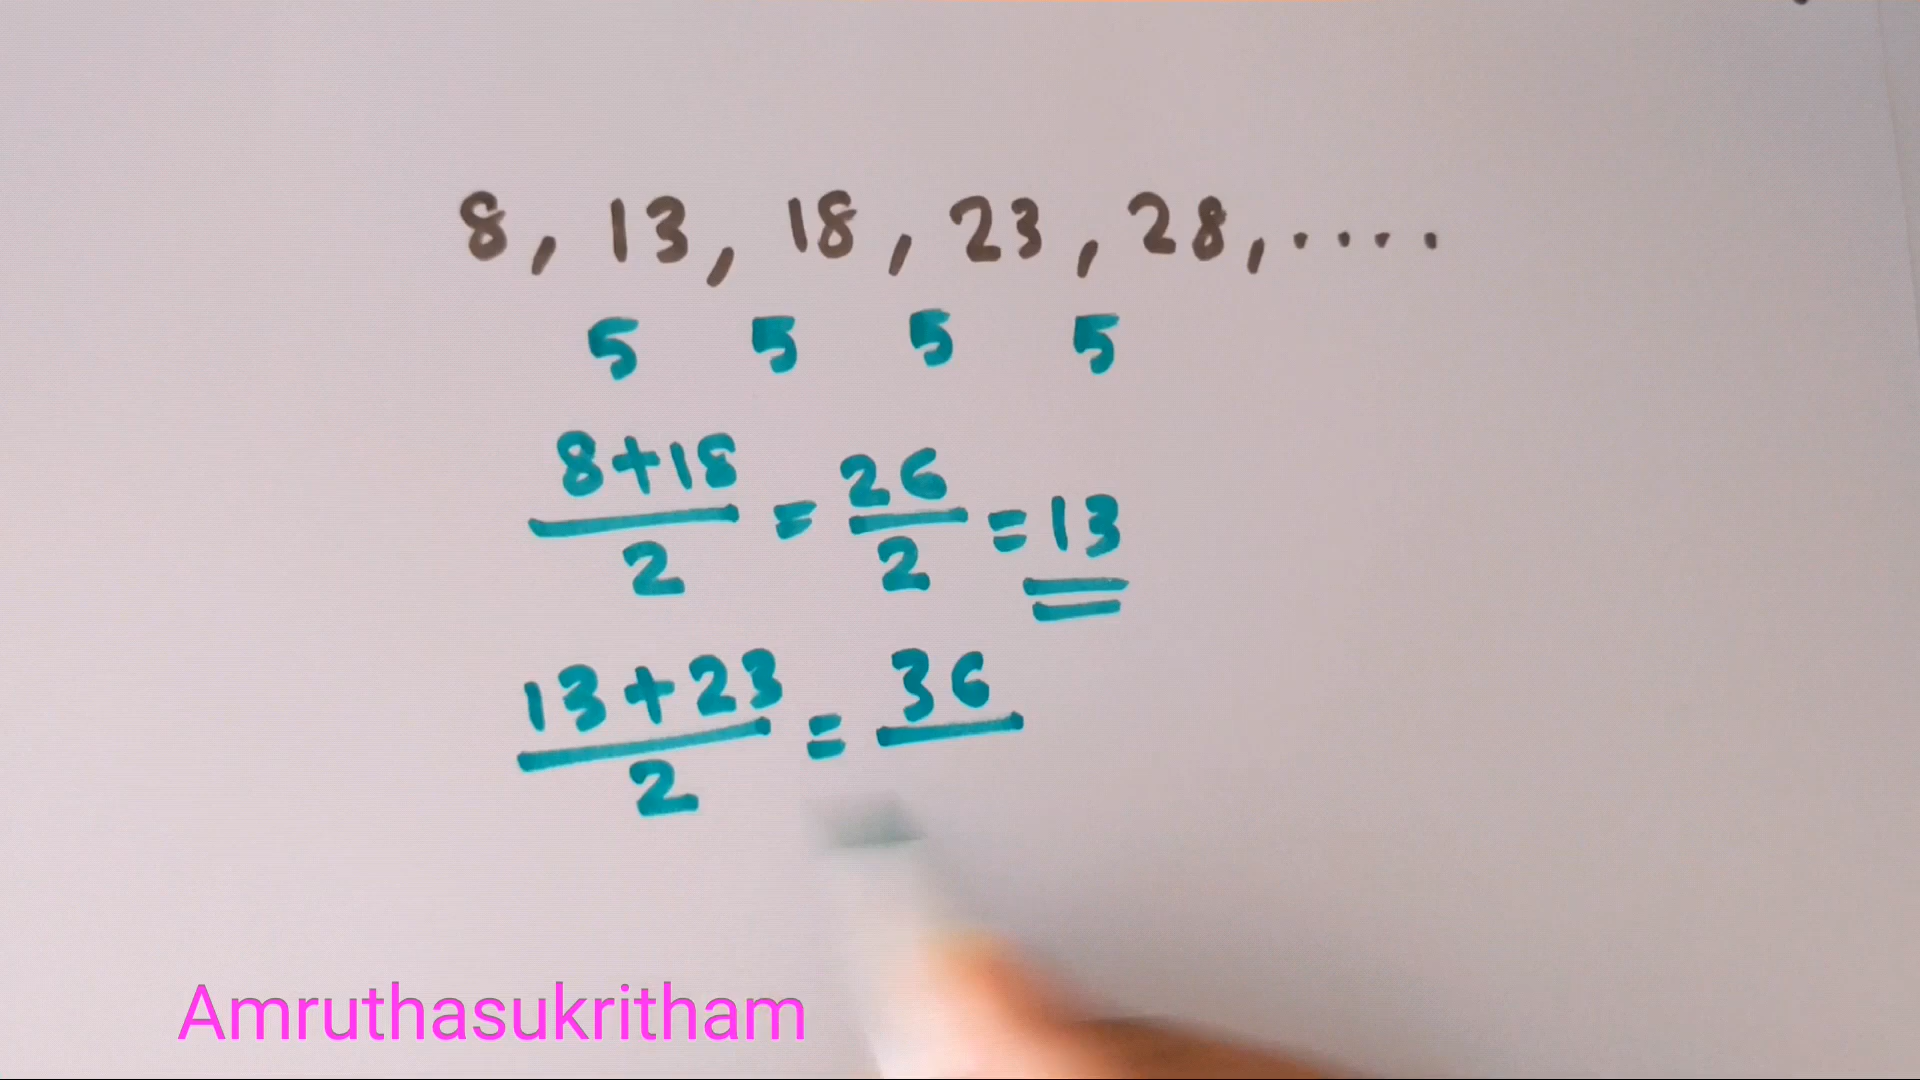 8, 13, 18, 23, 28, ....
5 5 5 5
8+18/2 = 26/2 = 13
13+23/2 = 36
Amruthasukritham